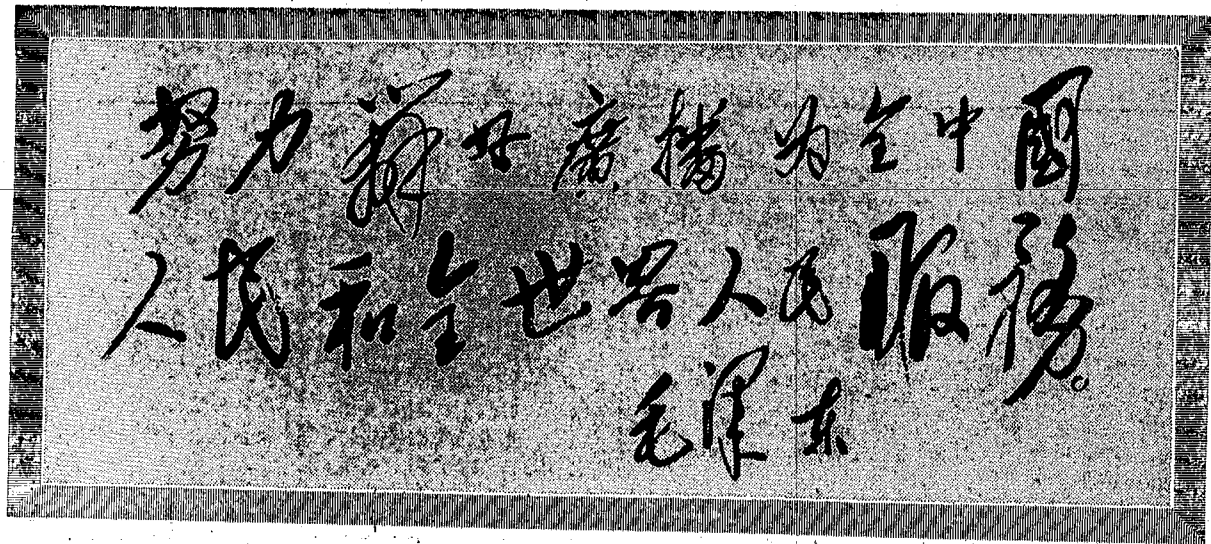 努力辦好廣播为全中國
人民和全世界人民服務。
毛澤东